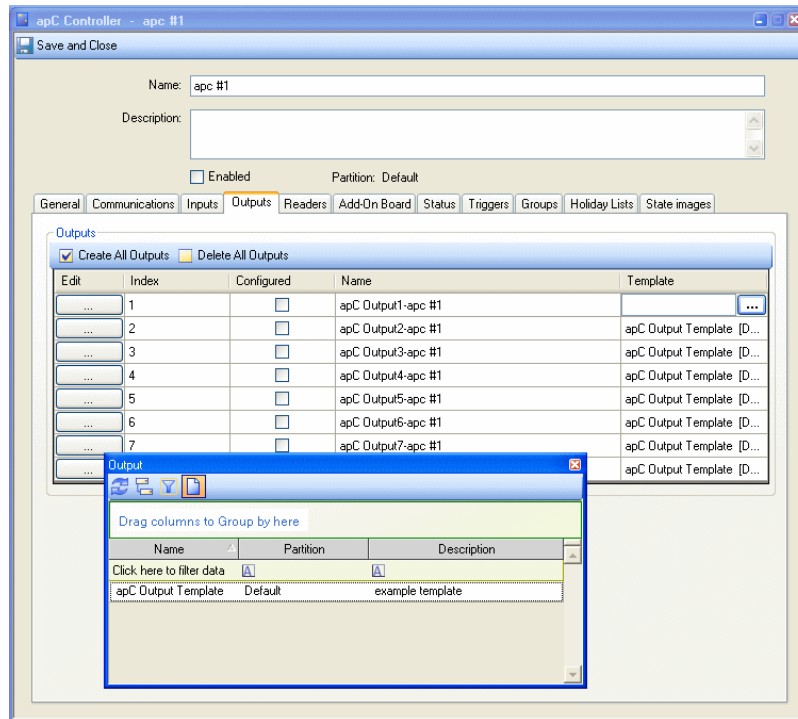 apC Controller - apc #1
Save and Close
Name: apc #1
Description:
Enabled Partition: Default
General Communications Inputs Outputs Readers Add-On Board Status Triggers Groups Holiday Lists State images
Outputs
Create All Outputs Delete All Outputs
Edit Index Configured Name Template
... 1 apC Output1-apc #1 ...
... 2 apC Output2-apc #1 apC Output Template [D...
... 3 apC Output3-apc #1 apC Output Template [D...
... 4 apC Output4-apc #1 apC Output Template [D...
... 5 apC Output5-apc #1 apC Output Template [D...
... 6 apC Output6-apc #1 apC Output Template [D...
... 7 apC Output7-apc #1 apC Output Template [D...
... apC Output Template [D...
Output
Drag columns to Group by here
Name Partition Description
Click here to filter data A A
apC Output Template Default example template